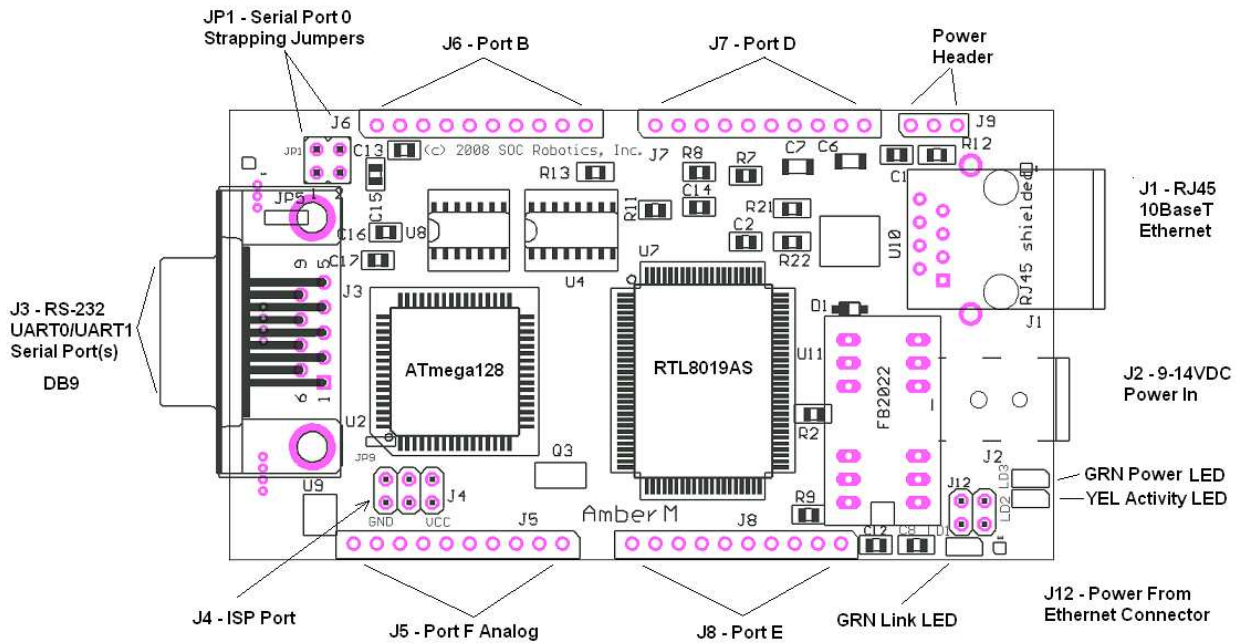 JP1 - Serial Port 0
Strapping Jumpers
J6 - Port B
J7 - Port D
Power
Header
J6
JP1
1 2
JP5
C13
(c) 2008 SOC Robotics, Inc.
J7
J9
R12
R13
R8
R7
C7
C6
C1
C15
C14
R11
R21
C16
U8
C2
R22
U10
RJ45 shielded
J1 - RJ45
10BaseT
Ethernet
C17
U4
U7
9
5
J3
J3 - RS-232
UART0/UART1
Serial Port(s)
DB9
D1
J1
ATmega128
RTL8019AS
U11
FB2022
J2 - 9-14VDC
Power In
6
1
U2
JP9
R2
Q3
J2
GRN Power LED
LD3
YEL Activity LED
LD2
U9
J4
GND
VCC
J12
R9
Amber M
J5
J8
C12
C8
LD1
J4 - ISP Port
J5 - Port F Analog
J8 - Port E
GRN Link LED
J12 - Power From
Ethernet Connector